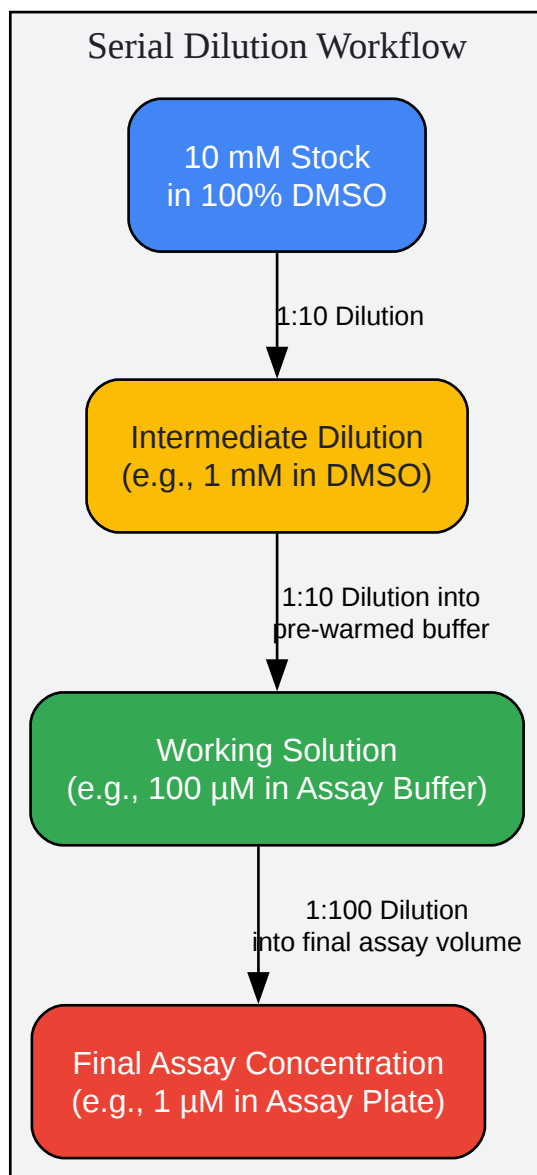 Serial Dilution Workflow
10 mM Stock
in 100% DMSO
1:10 Dilution
Intermediate Dilution
(e.g., 1 mM in DMSO)
1:10 Dilution into
pre-warmed buffer
Working Solution
(e.g., 100 µM in Assay Buffer)
1:100 Dilution
into final assay volume
Final Assay Concentration
(e.g., 1 µM in Assay Plate)